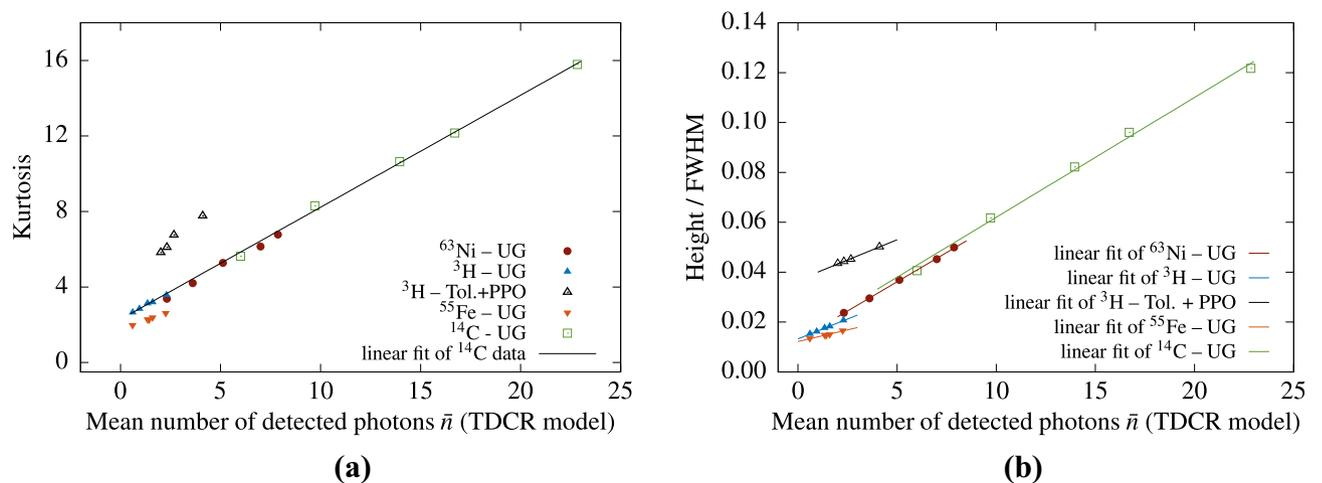 16
12
8
4
0
0 5 10 15 20 25
Kurtosis
Mean number of detected photons n̄ (TDCR model)
⁶³Ni – UG
³H – UG
³H – Tol.+PPO
⁵⁵Fe – UG
¹⁴C - UG
linear fit of ¹⁴C data
(a)
0.14
0.12
0.10
0.08
0.06
0.04
0.02
0.00
0 5 10 15 20 25
Height / FWHM
Mean number of detected photons n̄ (TDCR model)
linear fit of ⁶³Ni – UG
linear fit of ³H – UG
linear fit of ³H – Tol. + PPO
linear fit of ⁵⁵Fe – UG
linear fit of ¹⁴C – UG
(b)